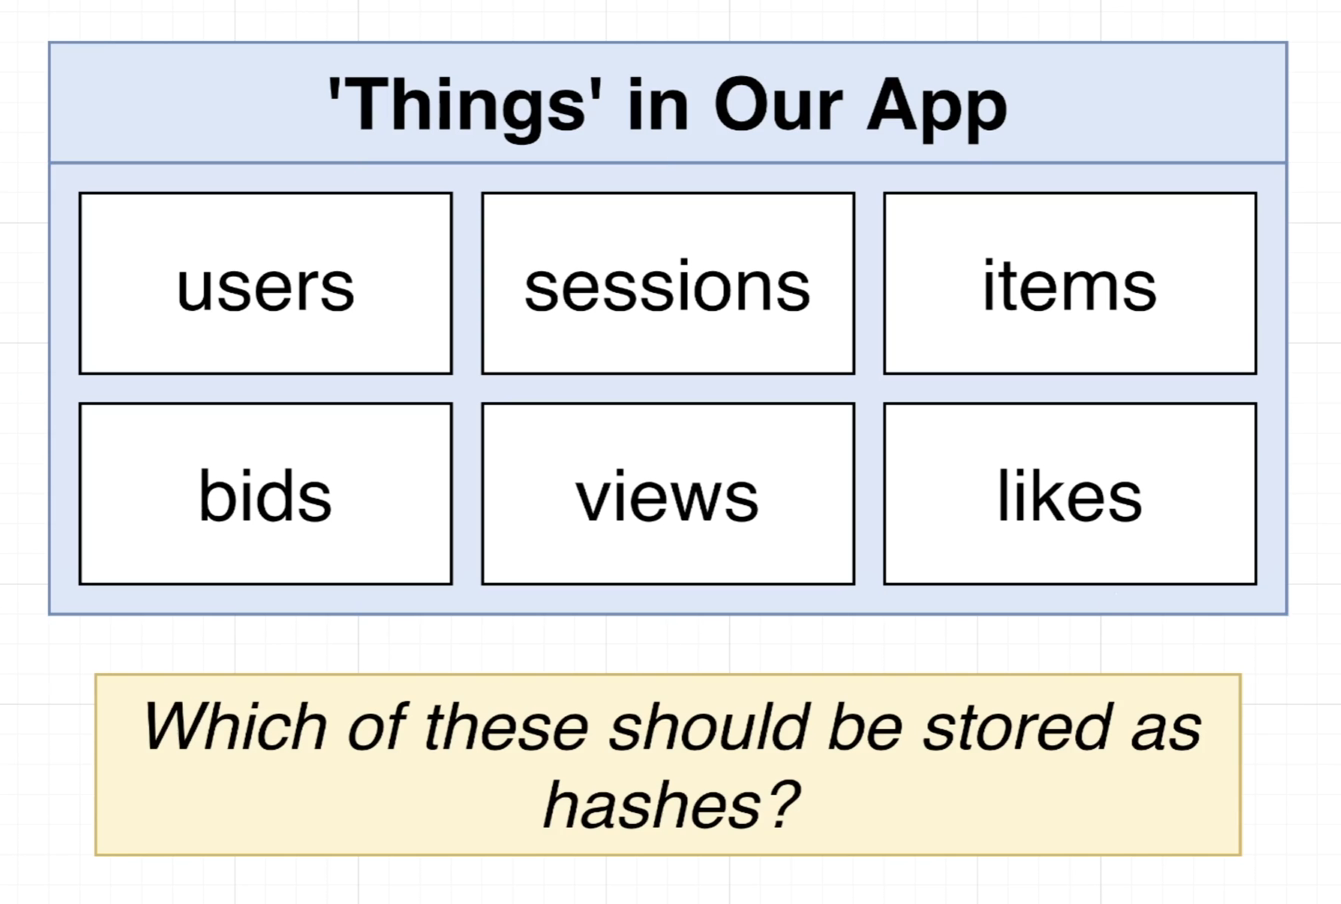 'Things' in Our App
users
sessions
items
bids
views
likes
Which of these should be stored as
hashes?